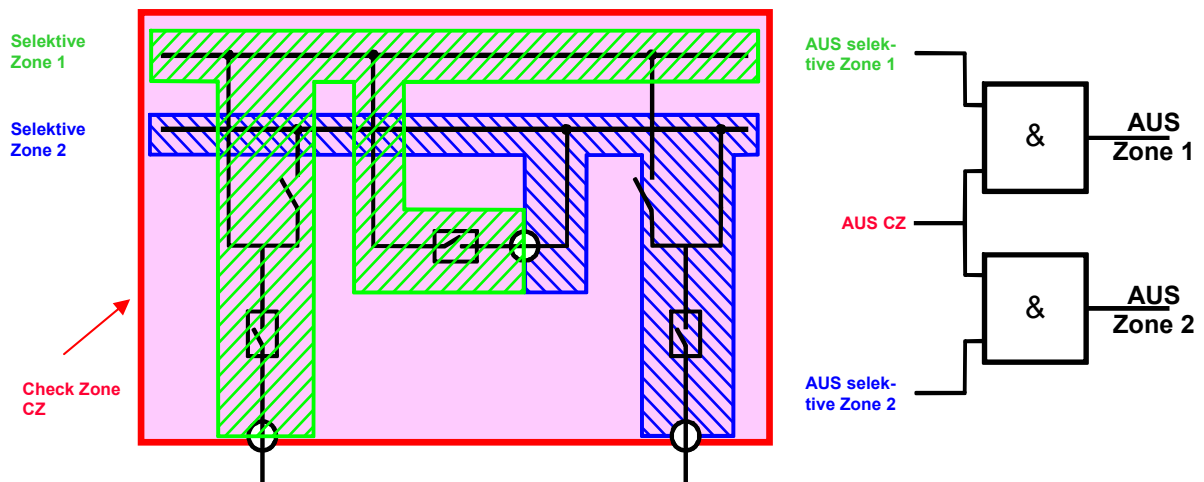 Selektive
Zone 1
Selektive
Zone 2
Check Zone
CZ
AUS selek-
tive Zone 1
&
AUS
Zone 1
AUS CZ
&
AUS
Zone 2
AUS selek-
tive Zone 2